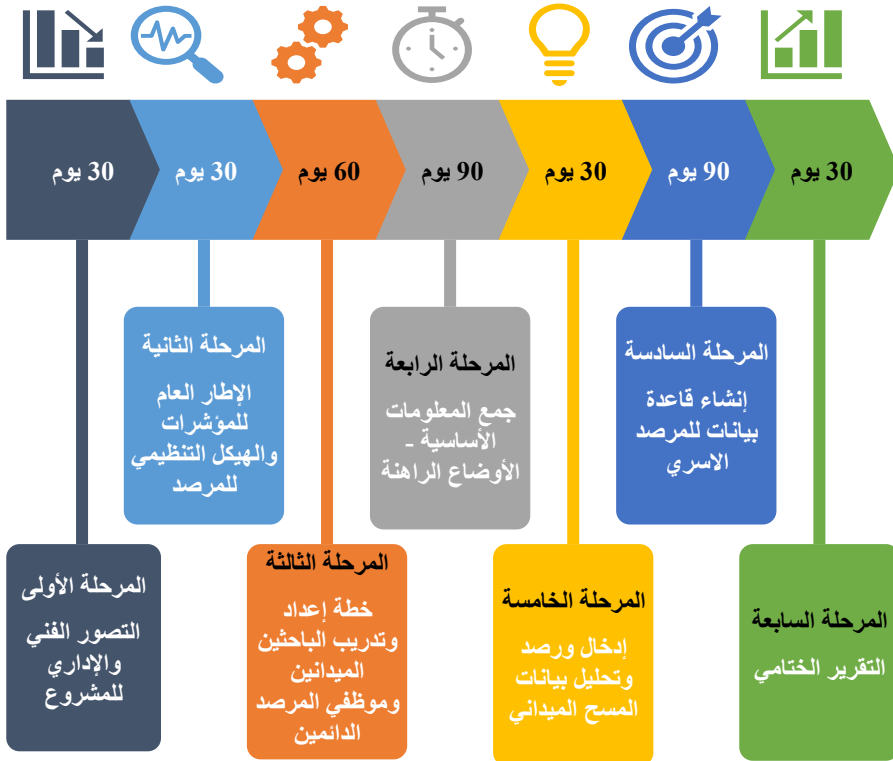 30 يوم
30 يوم
60 يوم
90 يوم
30 يوم
90 يوم
30 يوم
المرحلة الأولى
التصور الفني
والإداري
للمشروع
المرحلة الثانية
الإطار العام
للمؤشرات
والهيكل التنظيمي
للمرصد
المرحلة الثالثة
خطة إعداد
وتدريب الباحثين
الميدانين
وموظفي المرصد
الدائمين
المرحلة الرابعة
جمع المعلومات
الأساسية -
الأوضاع الراهنة
المرحلة الخامسة
إدخال ورصد
وتحليل بيانات
المسح الميداني
المرحلة السادسة
إنشاء قاعدة
بيانات للمرصد
الاسري
المرحلة السابعة
التقرير الختامي